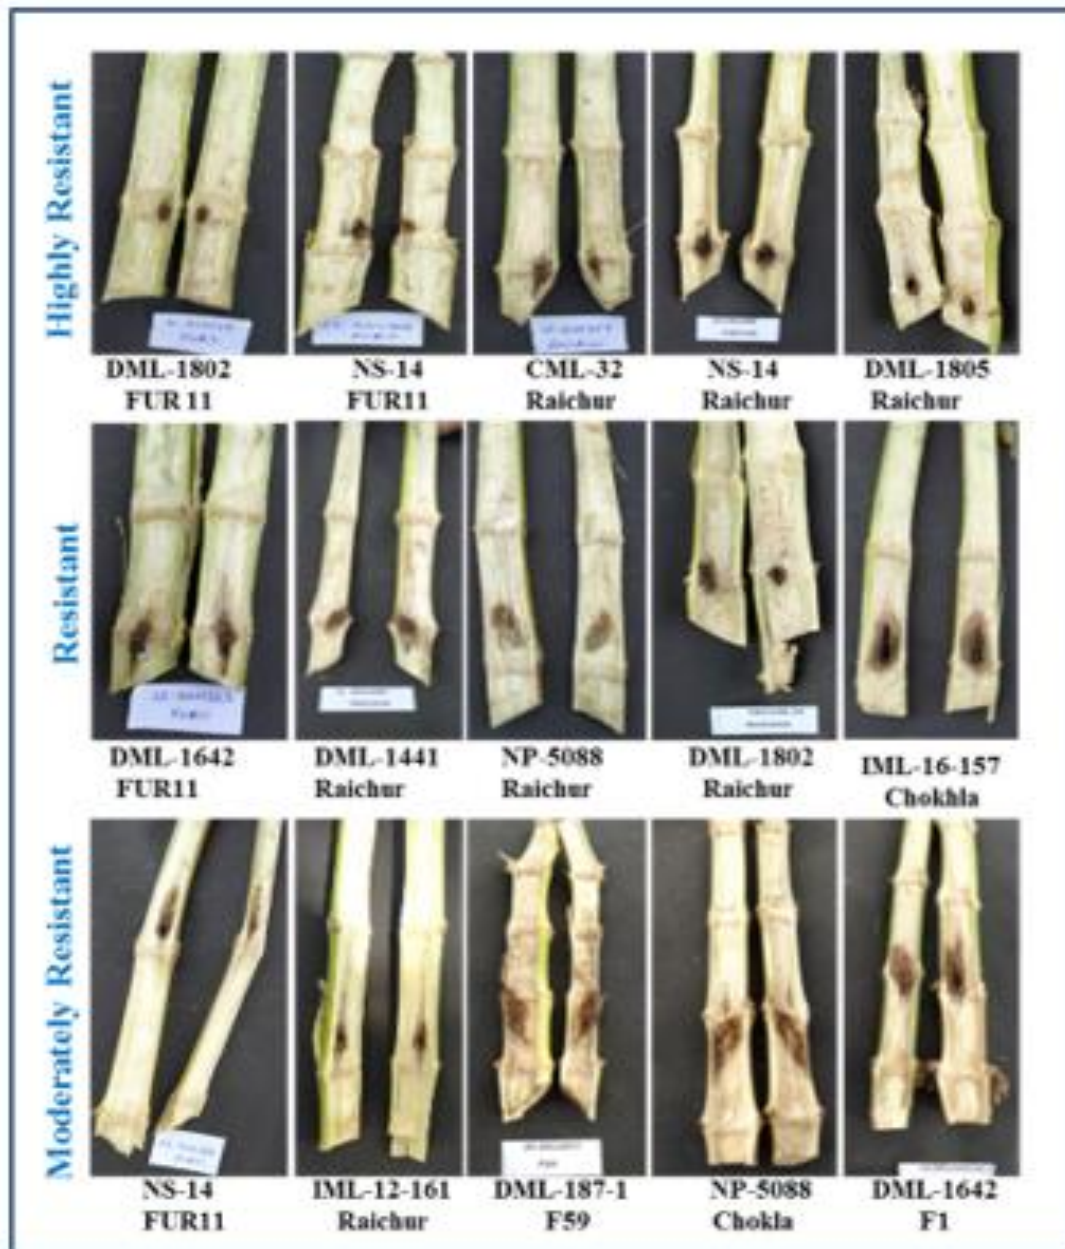 Highly Resistant
DML-1802
FUR 11
NS-14
FUR11
CML-32
Raichur
NS-14
Raichur
DML-1805
Raichur
Resistant
DML-1642
FUR11
DML-1441
Raichur
NP-5088
Raichur
DML-1802
Raichur
IML-16-157
Chokhla
Moderately Resistant
NS-14
FUR11
IML-12-161
Raichur
DML-187-1
F59
NP-5088
Chokla
DML-1642
F1